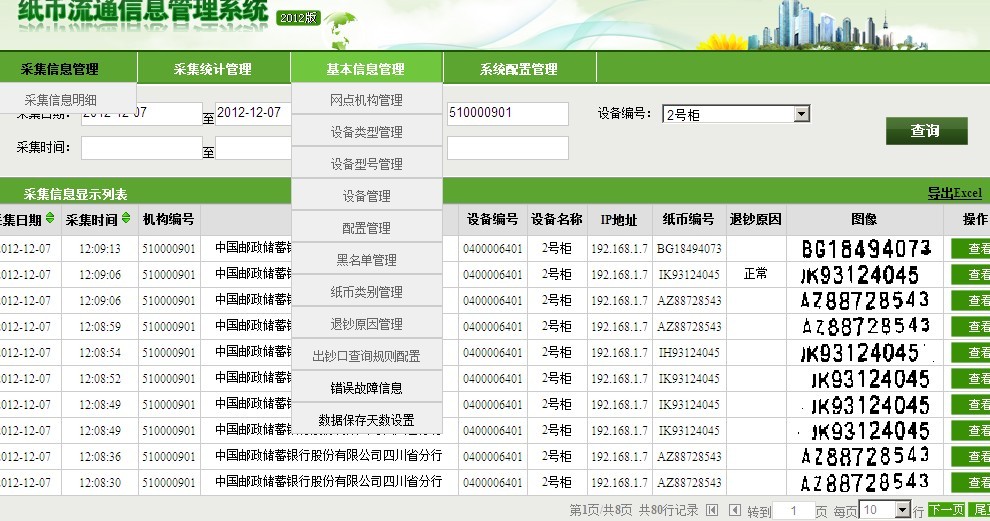 纸币流通信息管理系统 2012版
采集信息管理 采集统计管理 基本信息管理 系统配置管理
采集信息明细
网点机构管理
设备类型管理
设备型号管理
设备管理
配置管理
黑名单管理
纸币类别管理
退钞原因管理
出钞口查询规则配置
错误故障信息
数据保存天数设置
采集日期: 2012-12-07 至 2012-12-07 510000901 设备编号: 2号柜
采集时间: 至
查询
采集信息显示列表 导出Excel
集日期 采集时间 机构编号 设备编号 设备名称 IP地址 纸币编号 退钞原因 图像 操作
012-12-07 12:09:13 510000901 中国邮政储蓄银 0400006401 2号柜 192.168.1.7 BG18494073 BG18494073 查看
012-12-07 12:09:06 510000901 中国邮政储蓄银 0400006401 2号柜 192.168.1.7 IK93124045 正常 IK93124045 查看
012-12-07 12:09:06 510000901 中国邮政储蓄银 0400006401 2号柜 192.168.1.7 AZ88728543 AZ88728543 查看
012-12-07 12:08:59 510000901 中国邮政储蓄银 0400006401 2号柜 192.168.1.7 AZ88728543 AZ88728543 查看
012-12-07 12:08:54 510000901 中国邮政储蓄银 0400006401 2号柜 192.168.1.7 IH93124045 IK93124045 查看
012-12-07 12:08:52 510000901 中国邮政储蓄银 0400006401 2号柜 192.168.1.7 IK93124045 IK93124045 查看
012-12-07 12:08:49 510000901 中国邮政储蓄银 0400006401 2号柜 192.168.1.7 IK93124045 IK93124045 查看
012-12-07 12:08:49 510000901 中国邮政储蓄银 0400006401 2号柜 192.168.1.7 IK93124045 IK93124045 查看
012-12-07 12:08:36 510000901 中国邮政储蓄银行股份有限公司四川省分行 0400006401 2号柜 192.168.1.7 AZ88728543 AZ88728543 查看
012-12-07 12:08:30 510000901 中国邮政储蓄银行股份有限公司四川省分行 0400006401 2号柜 192.168.1.7 AZ88728543 AZ88728543 查看
第1页/共8页 共80行记录 转到 1 页 每页 10 行 下一页 尾页